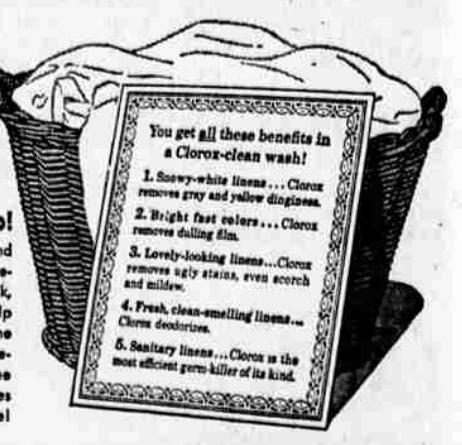 You get all these benefits in
a Clorox-clean wash!
1. Snowy-white linens... Clorox
removes gray and yellow dinginess.
2. Bright fast colors... Clorox
removes dulling film.
3. Lovely-looking linens...Clorox
removes ugly stains, even scorch
and mildew.
4. Fresh, clean-smelling linens...
Clorox deodorizes.
5. Sanitary linens...Clorox is the
most efficient germ-killer of its kind.